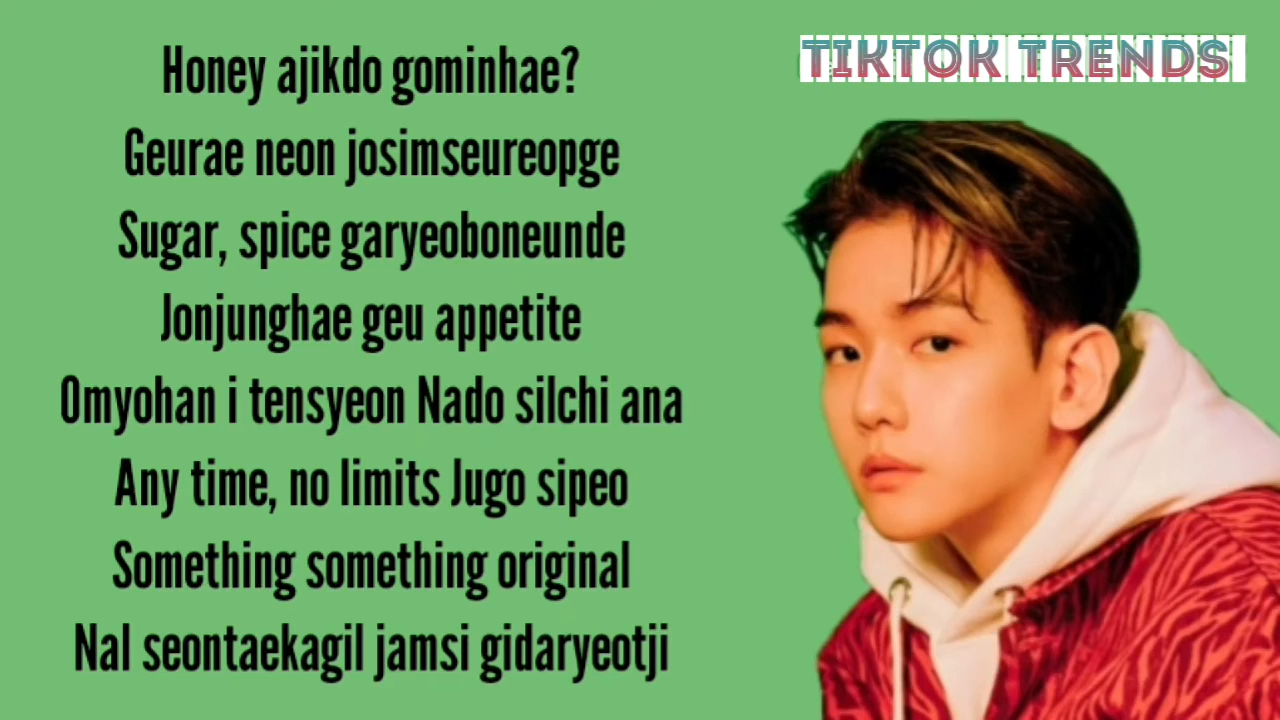 Honey ajikdo gominhae?
Geurae neon josimseureopge
Sugar, spice garyeoboneunde
Jonjunghae geu appetite
Omyohan i tensyeon Nado silchi ana
Any time, no limits Jugo sipeo
Something something original
Nal seontaekagil jamsi gidaryeotji
TIKTOK TRENDS